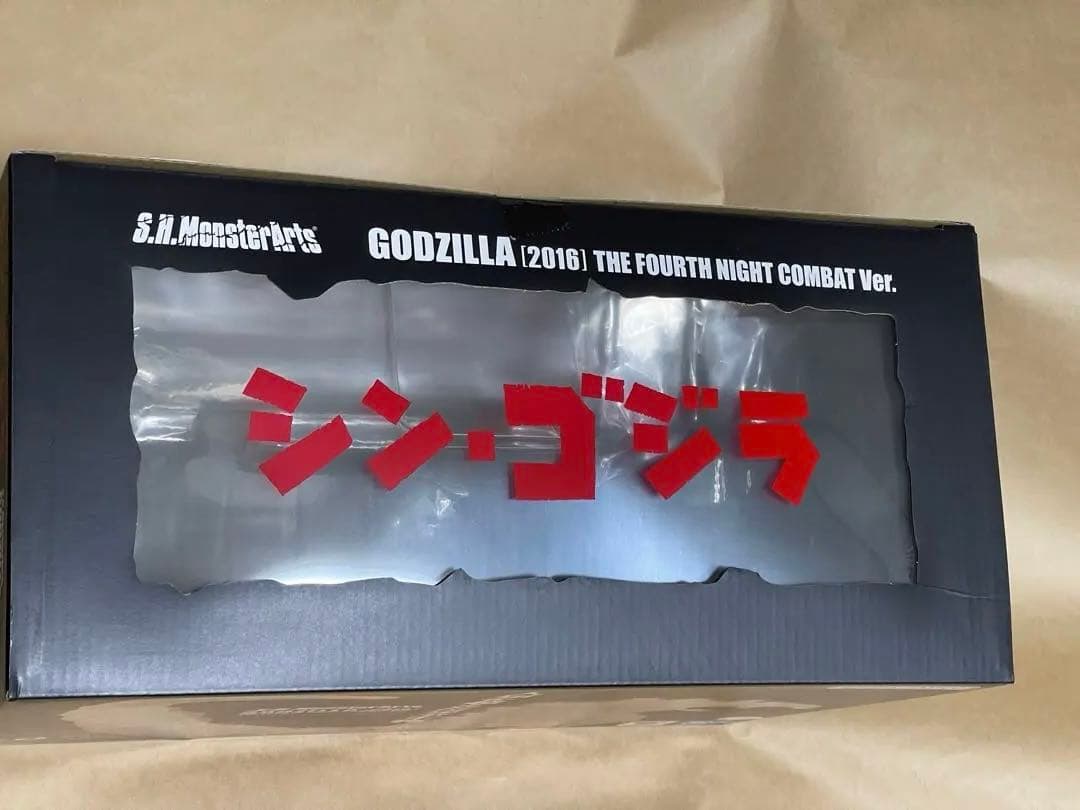 S.H.MonsterArts
GODZILLA [2016] THE FOURTH NIGHT COMBAT Ver.
シン・ゴジラ